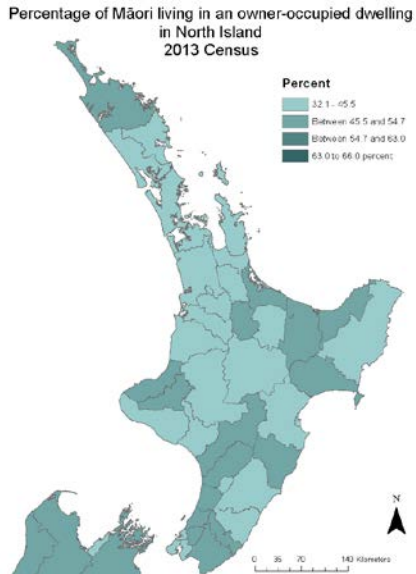 Percentage of Māori living in an owner-occupied dwelling
in North Island
2013 Census
Percent
32.1 – 45.5
Between 45.5 and 54.7
Between 54.7 and 63.0
63.0 to 66.0 percent
N
0 35 70 140 Kilometers